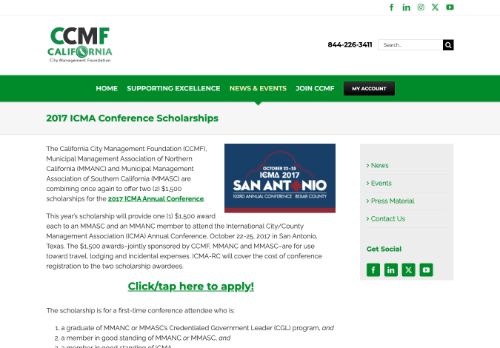 CCMF
CALIFORNIA
City Management Foundation
844-226-3411
Search...
HOME
SUPPORTING EXCELLENCE
NEWS & EVENTS
JOIN CCMF
MY ACCOUNT
2017 ICMA Conference Scholarships
The California City Management Foundation (CCMF),
Municipal Management Association of Northern
California (MMANC) and Municipal Management
Association of Southern California (MMASC) are
combining once again to offer two (2) $1,500
scholarships for the 2017 ICMA Annual Conference.
OCTOBER 22–25
ICMA 2017
SAN ANTONIO
103RD ANNUAL CONFERENCE BEXAR COUNTY
This year's scholarship will provide one (1) $1,500 award
each to an MMASC and an MMANC member to attend the International City/County
Management Association (ICMA) Annual Conference, October 22-25, 2017 in San Antonio,
Texas. The $1,500 awards–jointly sponsored by CCMF, MMANC and MMASC–are for use
toward travel, lodging and incidental expenses. ICMA-RC will cover the cost of conference
registration to the two scholarship awardees.
Click/tap here to apply!
The scholarship is for a first-time conference attendee who is:
1. a graduate of MMANC or MMASC's Credentialed Government Leader (CGL) program, and
2. a member in good standing of MMANC or MMASC, and
3. a member in good standing of ICMA
> News
> Events
> Press Material
> Contact Us
Get Social